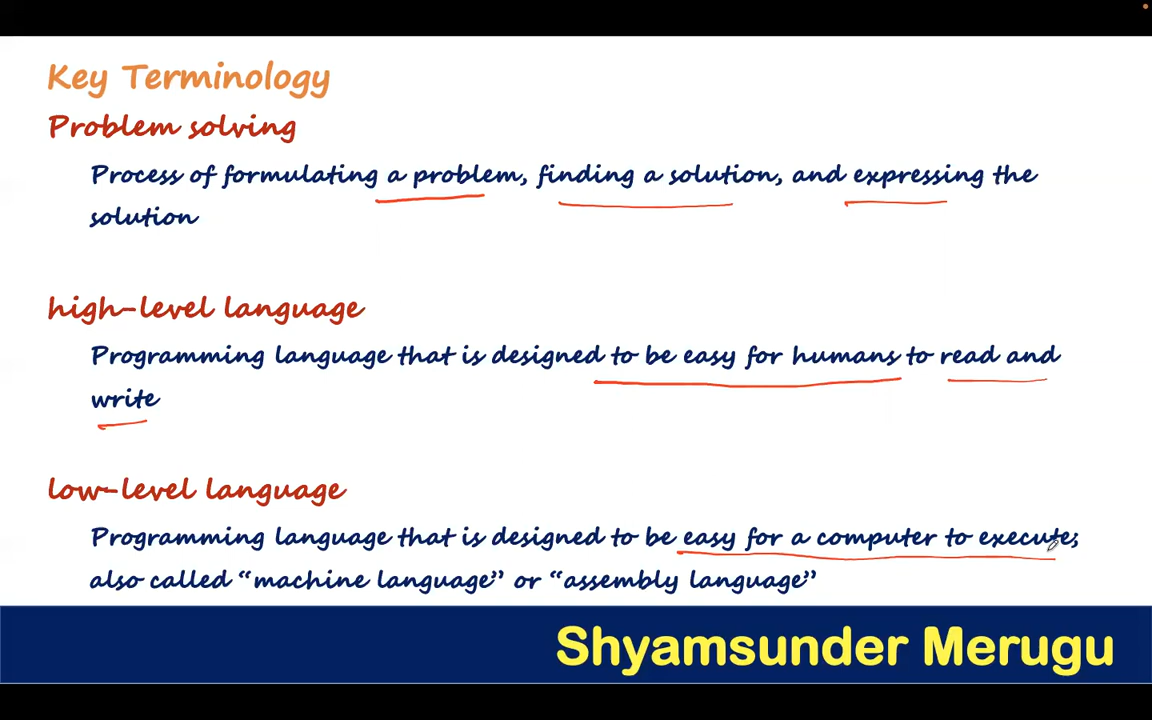 Key Terminology
Problem solving
Process of formulating a problem, finding a solution, and expressing the
solution
high-level language
Programming language that is designed to be easy for humans to read and
write
low-level language
Programming language that is designed to be easy for a computer to execute;
also called “machine language” or “assembly language”
Shyamsunder Merugu